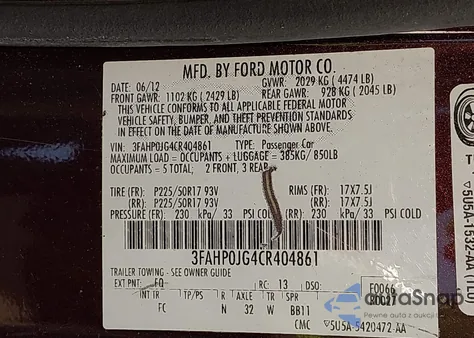 MFD. BY FORD MOTOR CO.
DATE: 06/12 GVWR: 2029 KG ( 4474 LB)
FRONT GAWR: 1102 KG ( 2429 LB) REAR GAWR: 928 KG ( 2045 LB)
THIS VEHICLE CONFORMS TO ALL APPLICABLE FEDERAL MOTOR
VEHICLE SAFETY, BUMPER, AND THEFT PREVENTION STANDARDS
IN EFFECT ON THE DATE OF MANUFACTURE SHOWN ABOVE.
VIN: 3FAHP0JG4CR404861 TYPE: Passenger Car
MAXIMUM LOAD = OCCUPANTS + LUGGAGE = 385KG/850LB
OCCUPANTS = 5 TOTAL, 2 FRONT, 3 REAR
TIRE (FR): P225/50R17 93V RIMS (FR): 17X7.5J
(RR): P225/50R17 93V (RR): 17X7.5J
PRESSURE (FR): 230 kPa/ 33 PSI COLD (RR): 230 kPa/ 33 PSI COLD
3FAHP0JG4CR404861
TRAILER TOWING - SEE OWNER GUIDE
EXT PNT: FQ RC: 13 DSO: F0066
INT TR TP/PS R AXLE TR SPR
FC N 32 W BB11
CMC 5U5A-5420472-AA
autoSnap
Pewne auta z aukcji
5U5A-1532-AA